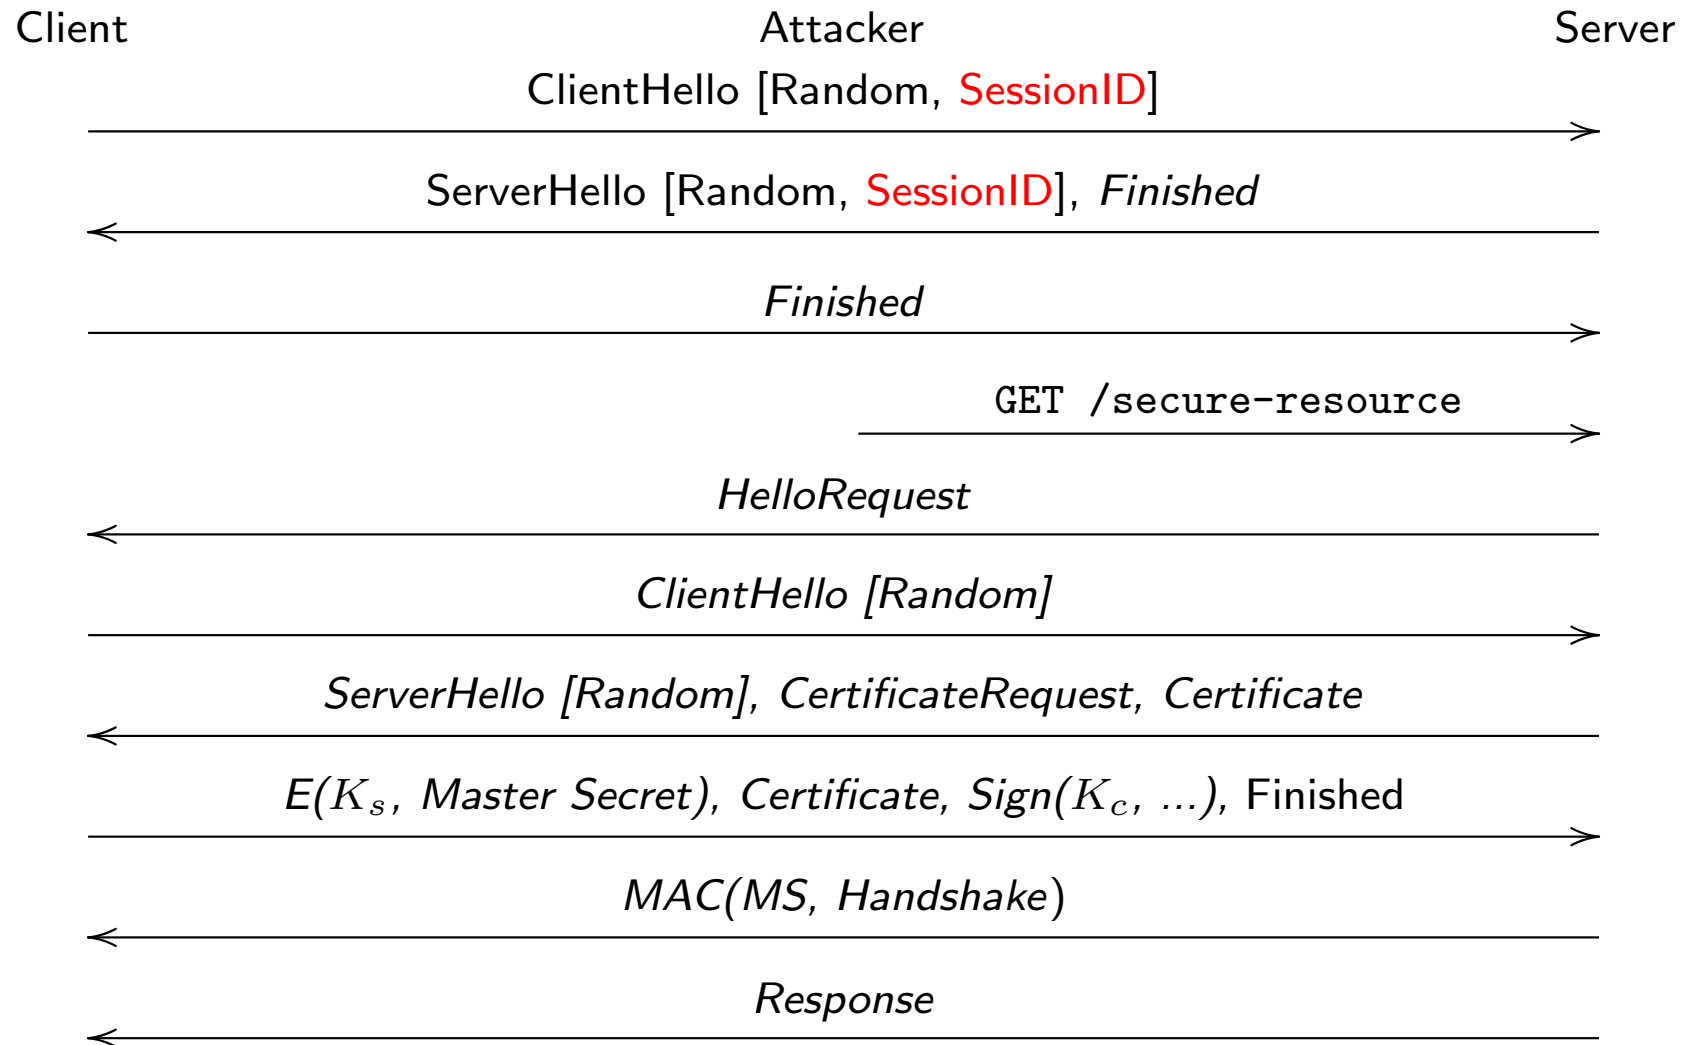 Client Attacker Server
ClientHello [Random, SessionID]
ServerHello [Random, SessionID], Finished
Finished
GET /secure-resource
HelloRequest
ClientHello [Random]
ServerHello [Random], CertificateRequest, Certificate
E(Kₛ, Master Secret), Certificate, Sign(K_c, ...), Finished
MAC(MS, Handshake)
Response